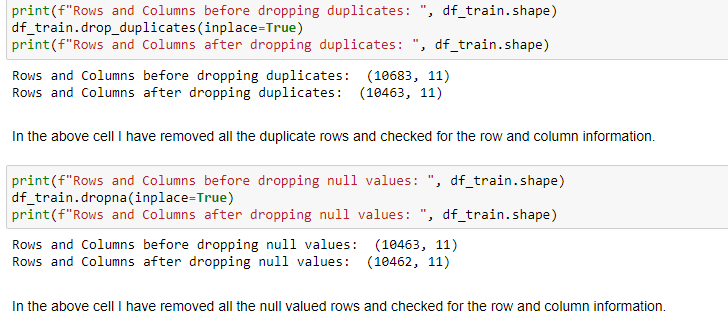 print(f"Rows and Columns before dropping duplicates: ", df_train.shape)
df_train.drop_duplicates(inplace=True)
print(f"Rows and Columns after dropping duplicates: ", df_train.shape)
Rows and Columns before dropping duplicates:  (10683, 11)
Rows and Columns after dropping duplicates:  (10463, 11)
In the above cell I have removed all the duplicate rows and checked for the row and column information.
print(f"Rows and Columns before dropping null values: ", df_train.shape)
df_train.dropna(inplace=True)
print(f"Rows and Columns after dropping null values: ", df_train.shape)
Rows and Columns before dropping null values:  (10463, 11)
Rows and Columns after dropping null values:  (10462, 11)
In the above cell I have removed all the null valued rows and checked for the row and column information.